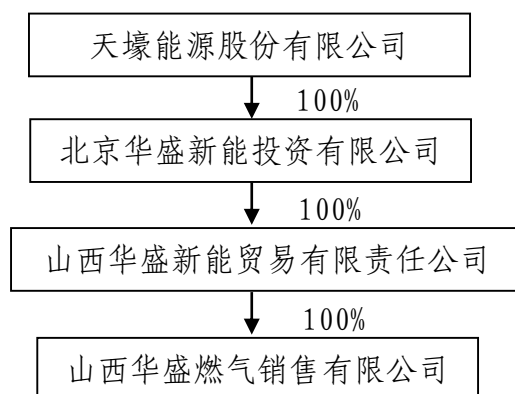 天壕能源股份有限公司
100%
北京华盛新能投资有限公司
100%
山西华盛新能贸易有限责任公司
100%
山西华盛燃气销售有限公司